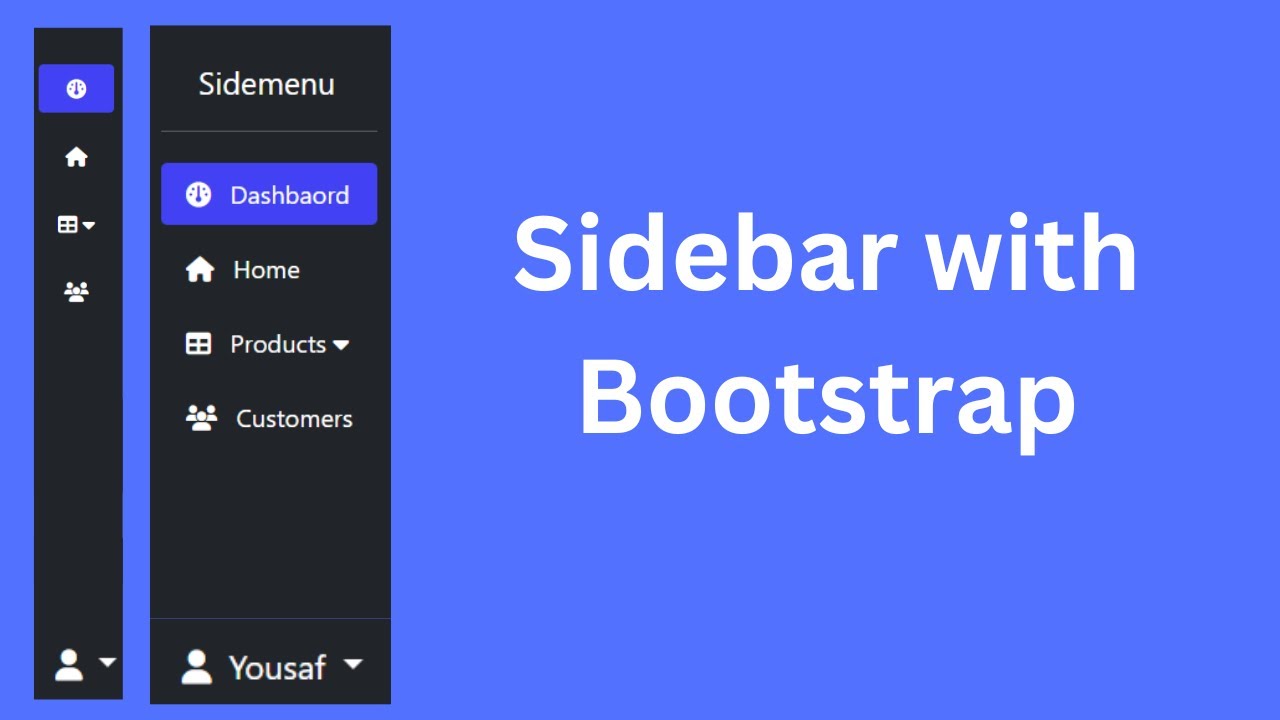 Sidemenu
Dashbaord
Home
Products
Customers
Yousaf
Sidebar with
Bootstrap